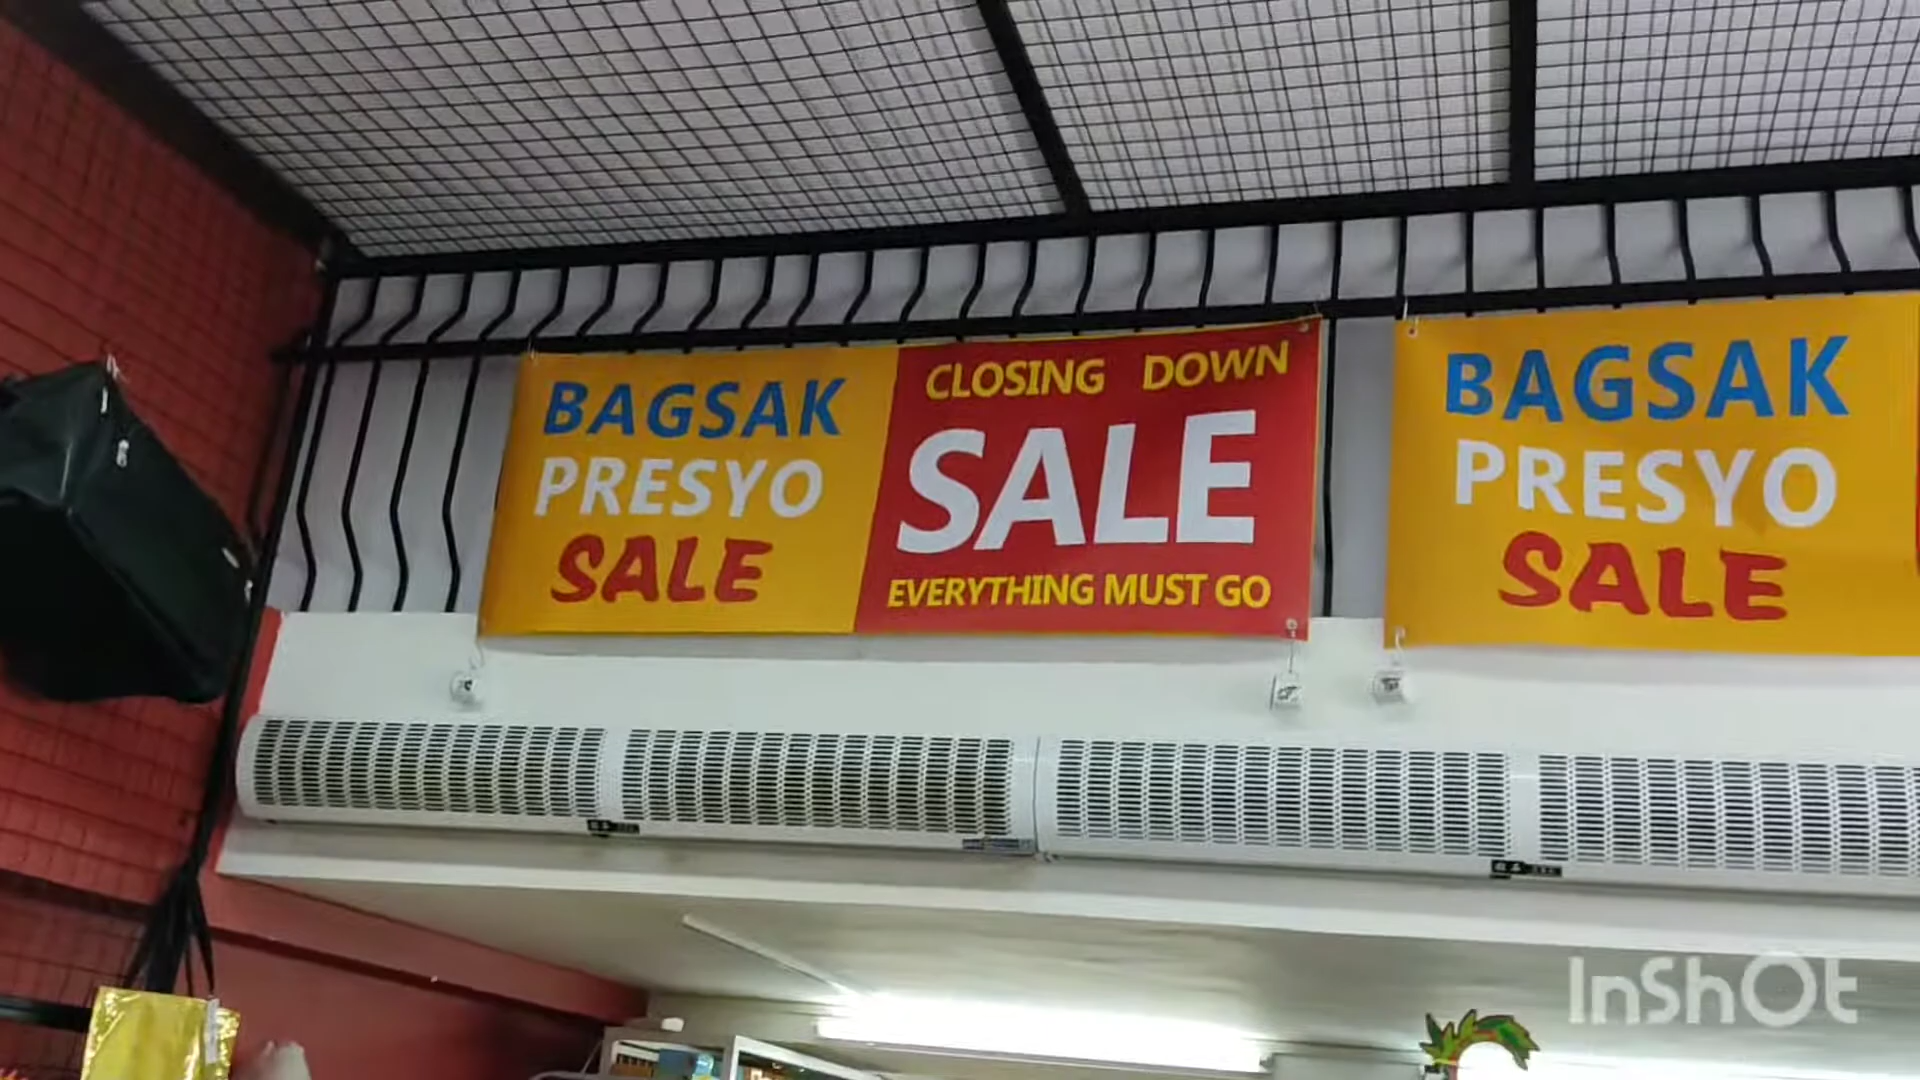 BAGSAK
PRESYO
SALE
CLOSING DOWN
SALE
EVERYTHING MUST GO
BAGSAK
PRESYO
SALE
InShOt